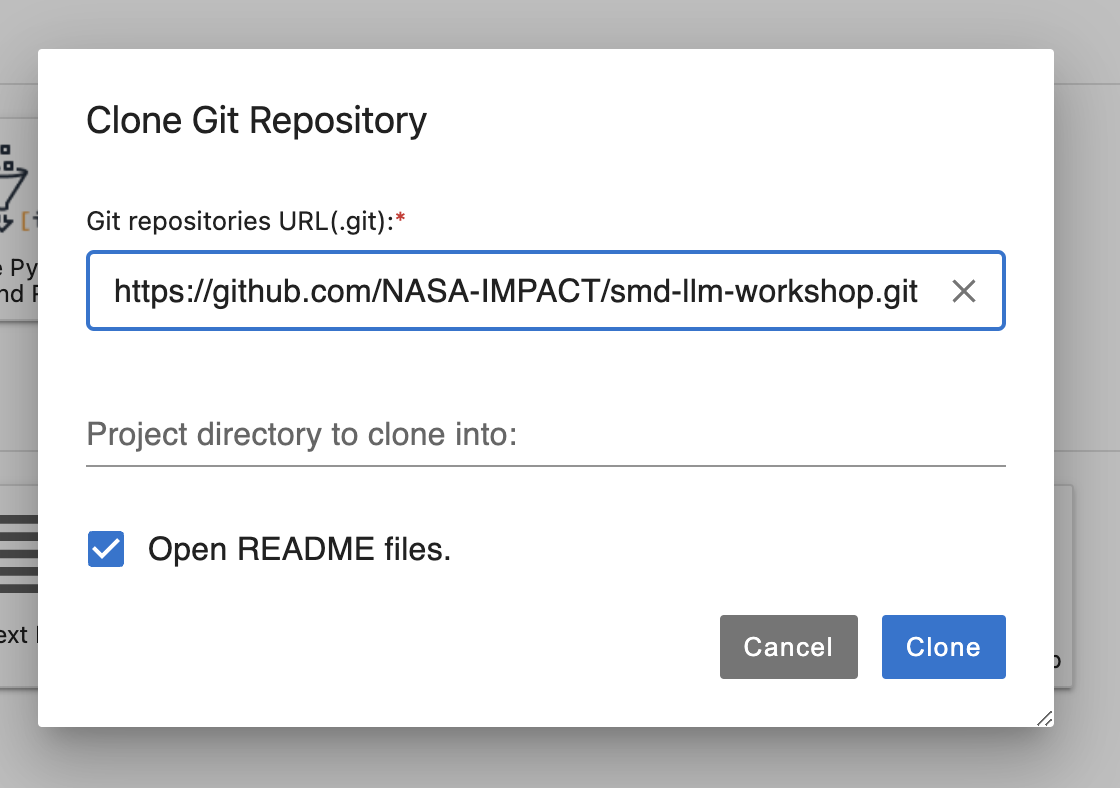 Clone Git Repository
Git repositories URL(.git):*
https://github.com/NASA-IMPACT/smd-llm-workshop.git
Project directory to clone into:
Open README files.
Cancel
Clone